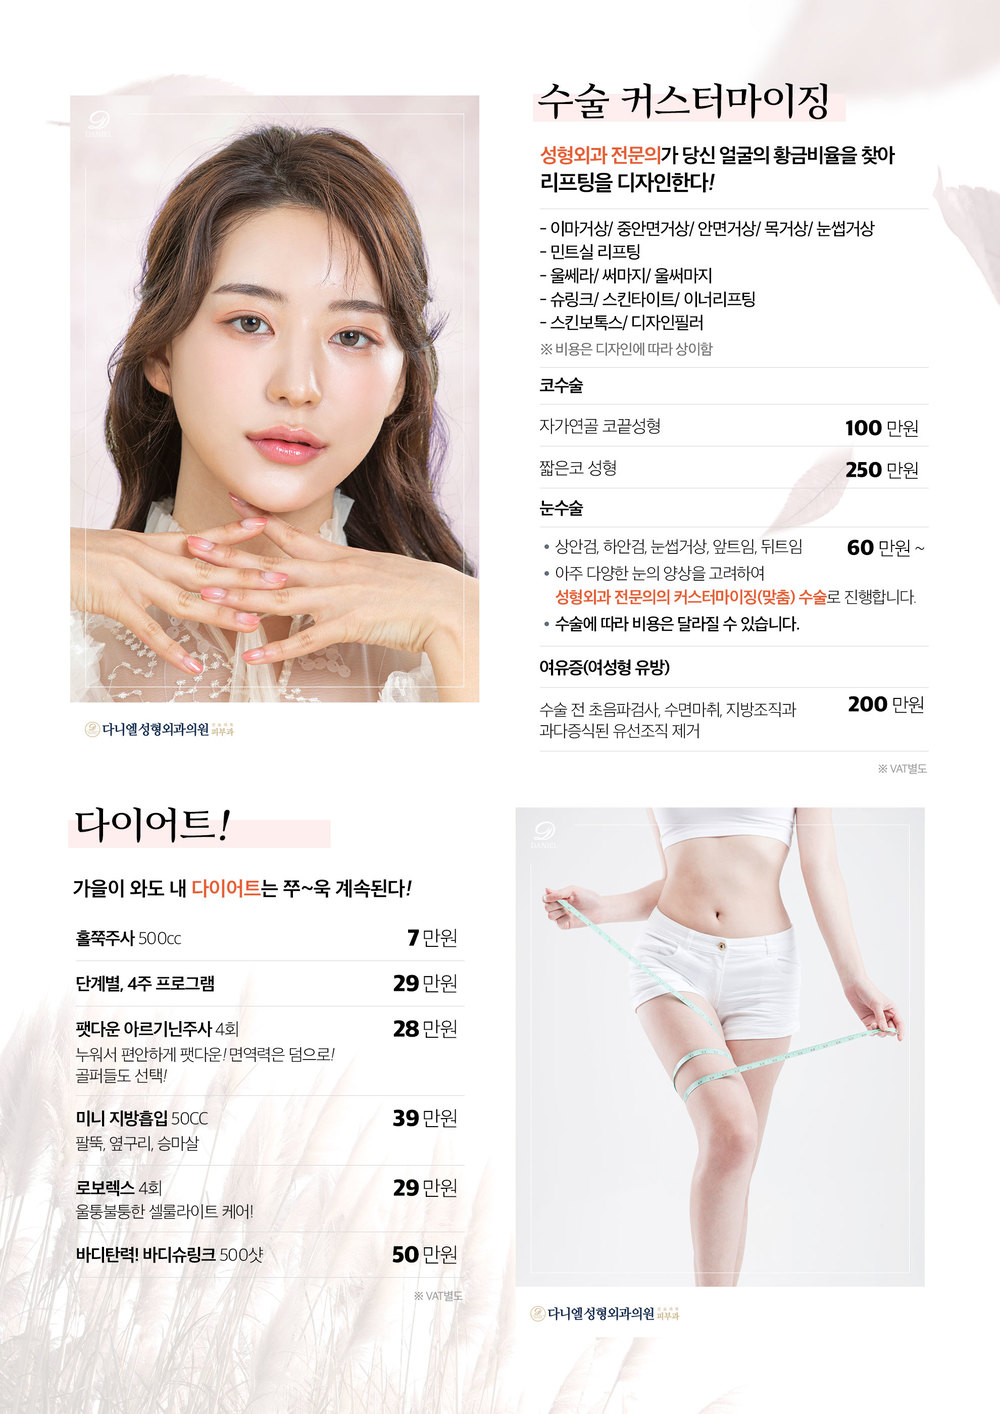 DANIEL
다니엘성형외과의원 피부과
수술 커스터마이징
성형외과 전문의가 당신 얼굴의 황금비율을 찾아
리프팅을 디자인한다!
- 이마거상/ 중안면거상/ 안면거상/ 목거상/ 눈썹거상
- 민트실 리프팅
- 울쎄라/ 써마지/ 울써마지
- 슈링크/ 스킨타이트/ 이너리프팅
- 스킨보톡스/ 디자인필러
※ 비용은 디자인에 따라 상이함
코수술
자가연골 코끝성형 100 만원
짧은코 성형 250 만원
눈수술
• 상안검, 하안검, 눈썹거상, 앞트임, 뒤트임 60 만원 ~
• 아주 다양한 눈의 양상을 고려하여
성형외과 전문의의 커스터마이징(맞춤) 수술로 진행합니다.
• 수술에 따라 비용은 달라질 수 있습니다.
여유증(여성형 유방)
수술 전 초음파검사, 수면마취, 지방조직과 200 만원
과다증식된 유선조직 제거
※ VAT별도
다이어트!
가을이 와도 내 다이어트는 쭈~욱 계속된다!
홀쭉주사 500cc 7 만원
단계별, 4주 프로그램 29 만원
팻다운 아르기닌주사 4회 28 만원
누워서 편안하게 팻다운! 면역력은 덤으로!
골퍼들도 선택!
미니 지방흡입 50CC 39 만원
팔뚝, 옆구리, 승마살
로보렉스 4회 29 만원
울퉁불퉁한 셀룰라이트 케어!
바디탄력! 바디슈링크 500샷 50 만원
※ VAT별도
DANIEL
다니엘성형외과의원 피부과